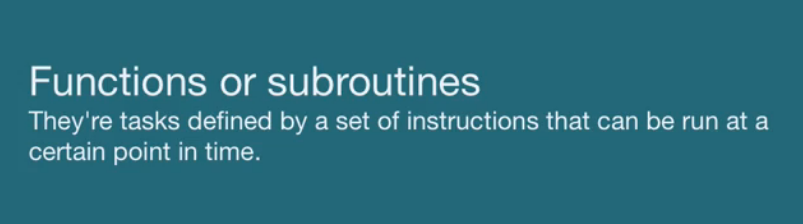 Functions or subroutines
They're tasks defined by a set of instructions that can be run at a
certain point in time.